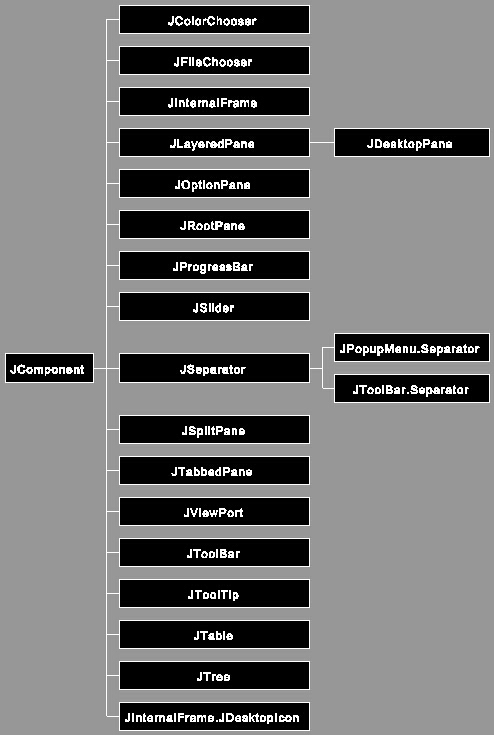 JColorChooser
JFileChooser
JInternalFrame
JLayeredPane
JDesktopPane
JOptionPane
JRootPane
JProgressBar
JSlider
JComponent
JSeparator
JPopupMenu.Separator
JToolBar.Separator
JSplitPane
JTabbedPane
JViewPort
JToolBar
JToolTip
JTable
JTree
JInternalFrame.JDesktopIcon